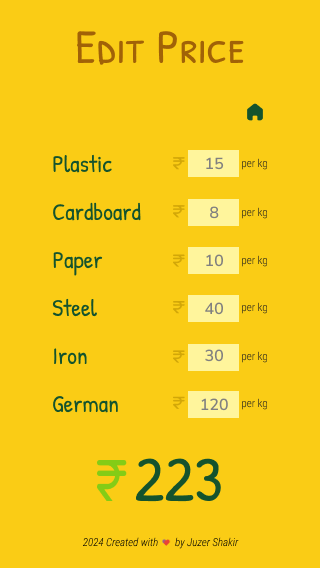 Edit Price
Plastic ₹ 15 per kg
Cardboard ₹ 8 per kg
Paper ₹ 10 per kg
Steel ₹ 40 per kg
Iron ₹ 30 per kg
German ₹ 120 per kg
₹ 223
2024 Created with ❤ by Juzer Shakir